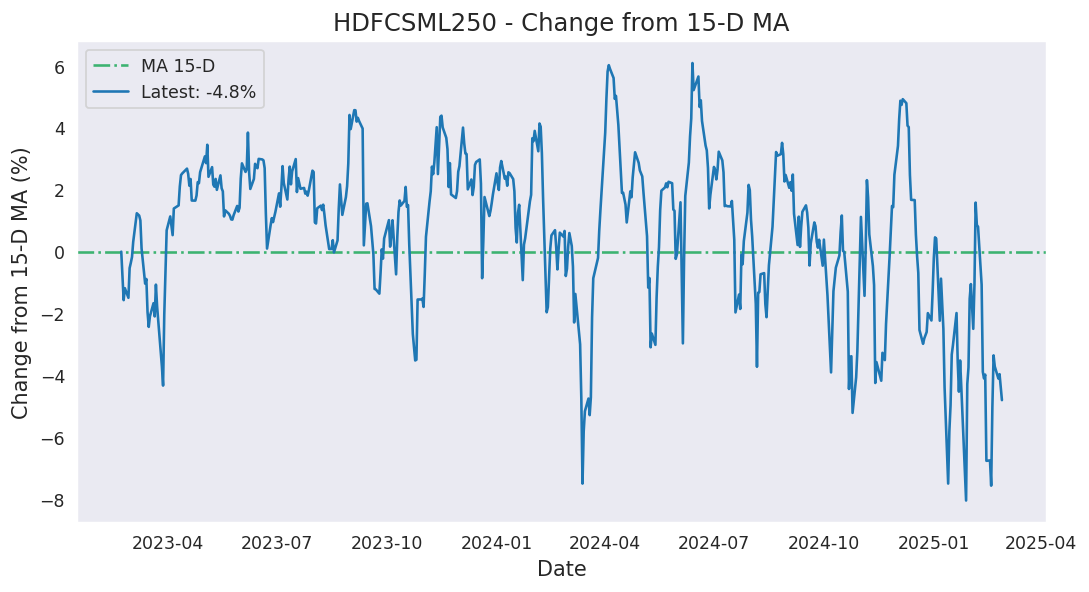 HDFCSML250 - Change from 15-D MA
MA 15-D
Latest: -4.8%
Change from 15-D MA (%)
6
4
2
0
−2
−4
−6
−8
2023-04 2023-07 2023-10 2024-01 2024-04 2024-07 2024-10 2025-01 2025-04
Date